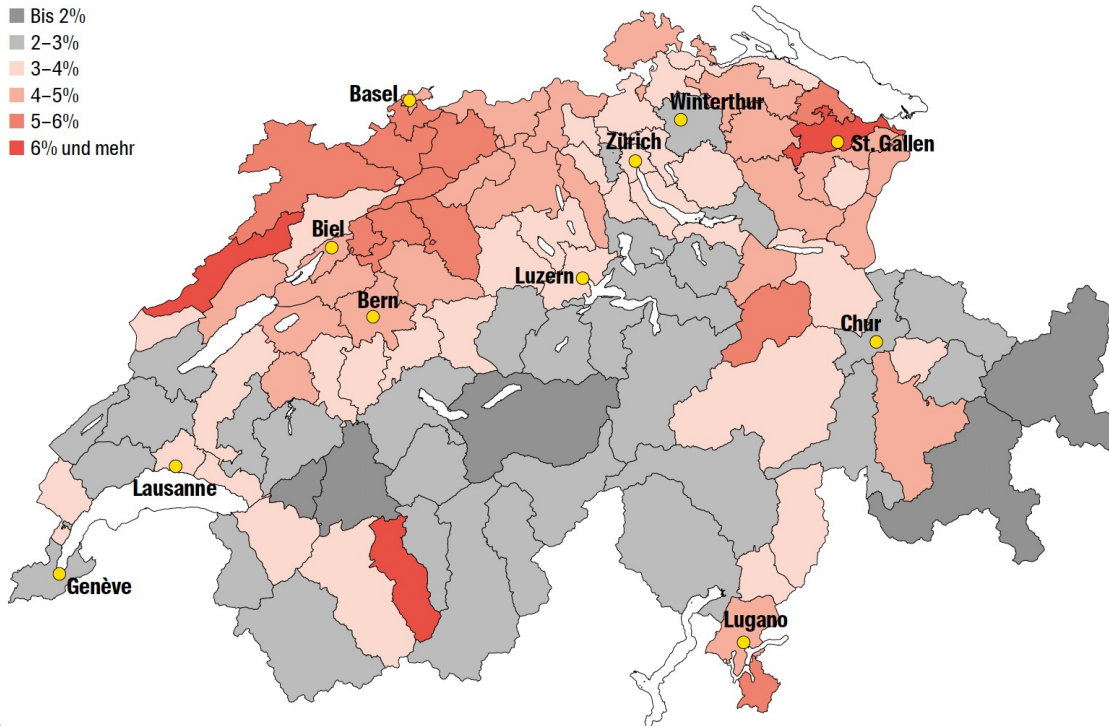 Bis 2%
2–3%
3–4%
4–5%
5–6%
6% und mehr
Basel
Winterthur
Zürich
St. Gallen
Biel
Luzern
Bern
Chur
Lausanne
Genève
Lugano